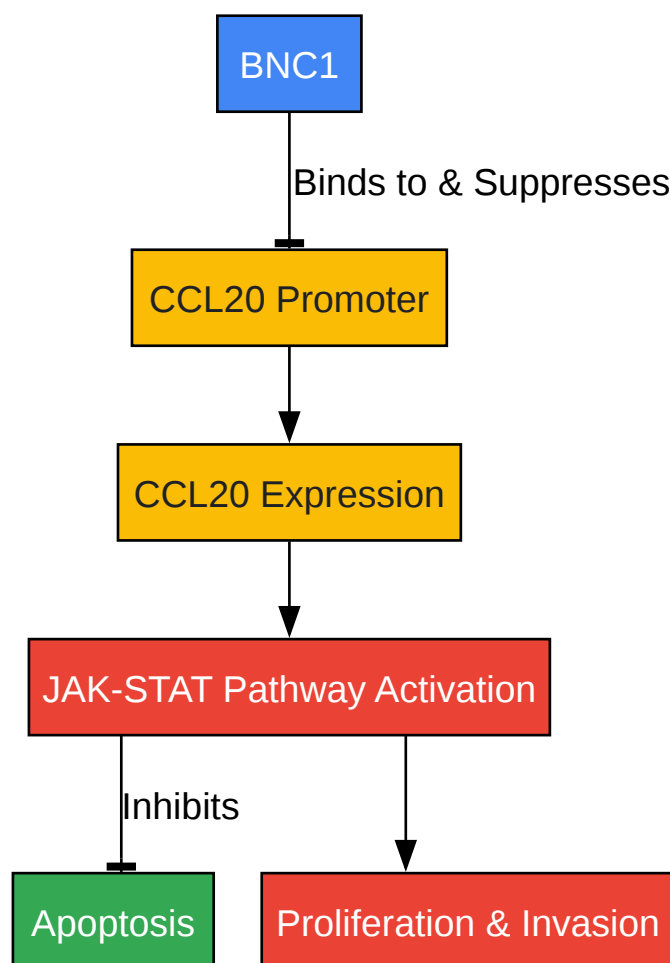 BNC1
Binds to & Suppresses
CCL20 Promoter
CCL20 Expression
JAK-STAT Pathway Activation
Inhibits
Apoptosis
Proliferation & Invasion